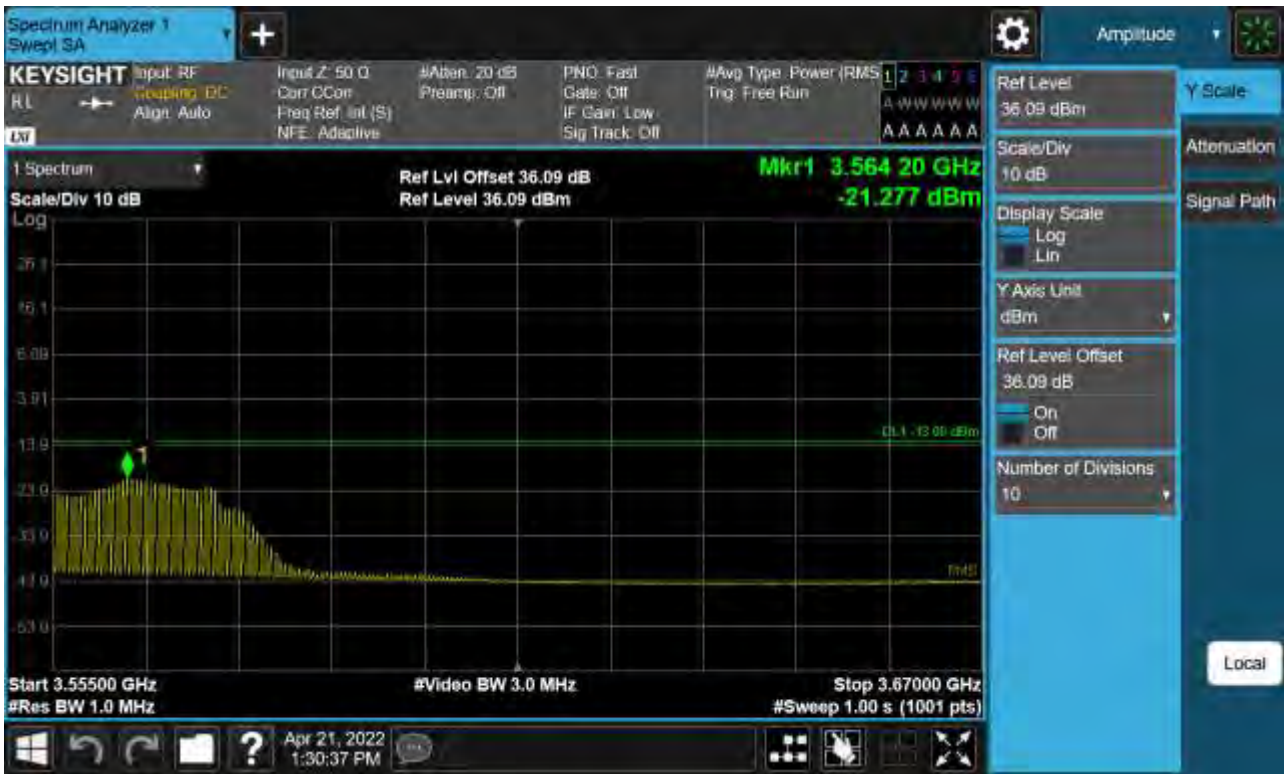 Spectrum Analyzer 1
Swept SA
+
Amplitude
KEYSIGHT
RL
LXI
Input: RF
Coupling: DC
Align: Auto
Input Z: 50 Ω
Corr CCorr
Freq Ref: Int (S)
NFE: Adaptive
#Atten: 20 dB
Preamp: Off
PNO: Fast
Gate: Off
IF Gain: Low
Sig Track: Off
#Avg Type: Power (RMS
Trig: Free Run
1 2 3 4 5 6
A W W W W W
A A A A A A
1 Spectrum
Scale/Div 10 dB
Log
Ref Lvl Offset 36.09 dB
Ref Level 36.09 dBm
Mkr1 3.564 20 GHz
-21.277 dBm
26.1
16.1
6.09
-3.91
-13.9
-23.9
-33.9
-43.9
-53.9
DL1 -13.00 dBm
1
RMS
Start 3.55500 GHz
#Res BW 1.0 MHz
#Video BW 3.0 MHz
Stop 3.67000 GHz
#Sweep 1.00 s (1001 pts)
Ref Level
36.09 dBm
Scale/Div
10 dB
Display Scale
Log
Lin
Y Axis Unit
dBm
Ref Level Offset
36.09 dB
On
Off
Number of Divisions
10
Y Scale
Attenuation
Signal Path
Local
?
Apr 21, 2022
1:30:37 PM